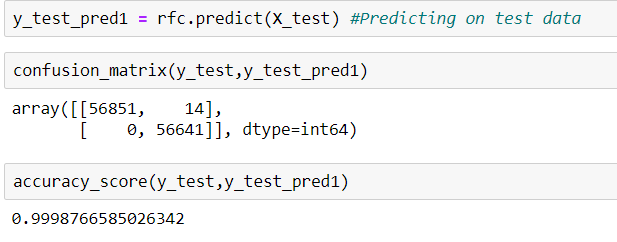 y_test_pred1 = rfc.predict(X_test) #Predicting on test data
confusion_matrix(y_test,y_test_pred1)
array([[56851,    14],
       [    0, 56641]], dtype=int64)
accuracy_score(y_test,y_test_pred1)
0.9998766585026342